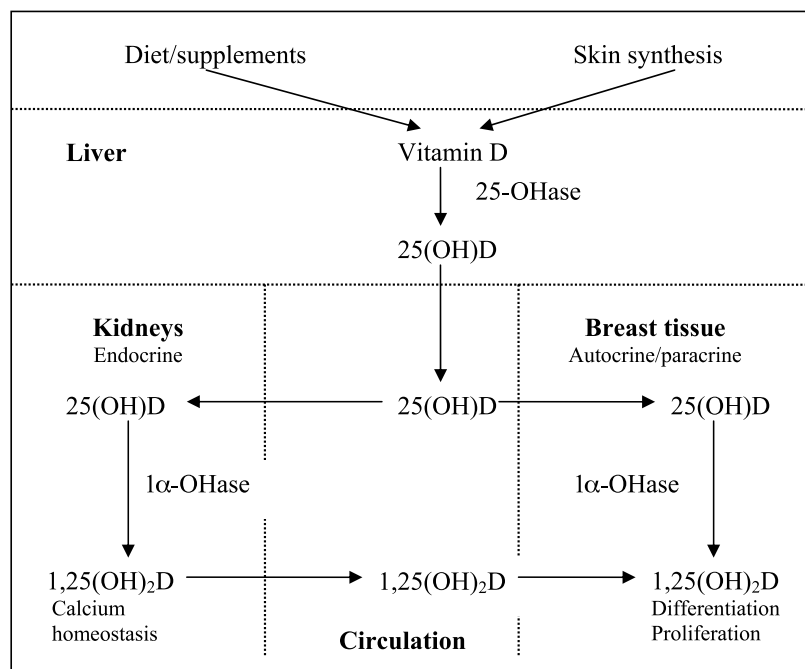 Diet/supplements Skin synthesis
Liver Vitamin D
25-OHase
25(OH)D
Kidneys Breast tissue
Endocrine Autocrine/paracrine
25(OH)D 25(OH)D 25(OH)D
1α-OHase 1α-OHase
1,25(OH)₂D 1,25(OH)₂D 1,25(OH)₂D
Calcium Differentiation
homeostasis Circulation Proliferation